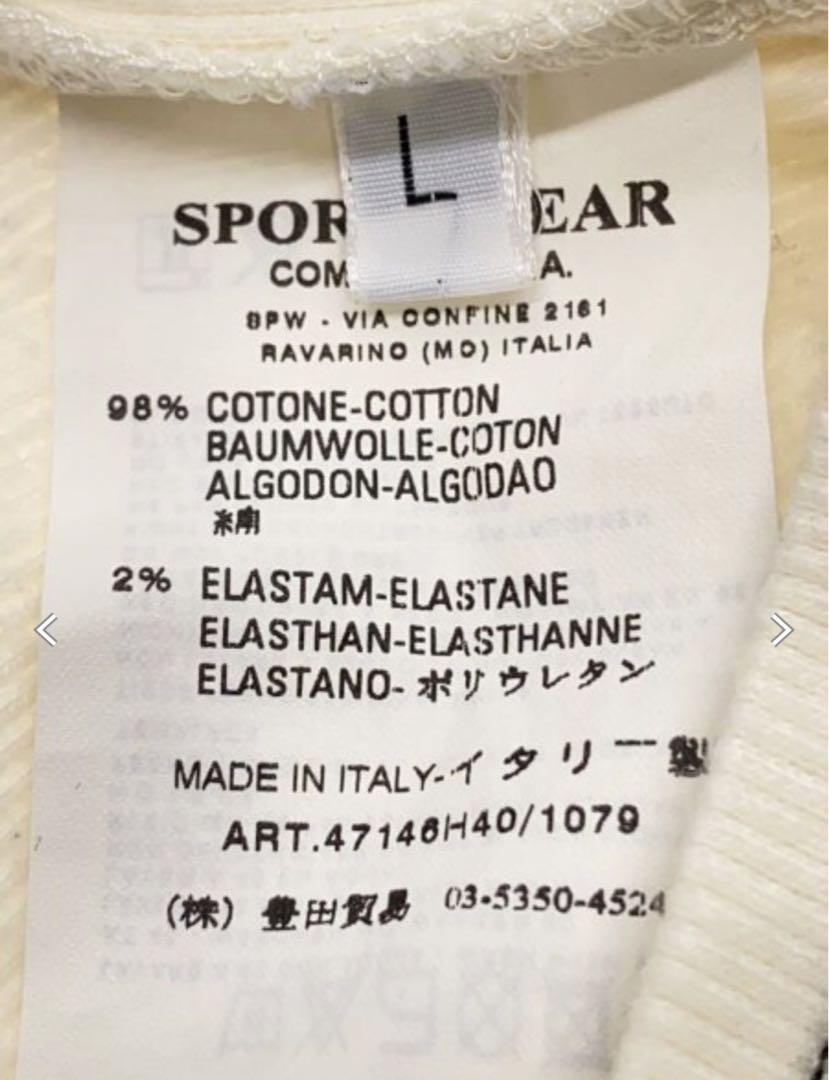 L
SPOR EAR
COM A.
SPW - VIA CONFINE 2161
RAVARINO (MO) ITALIA
98% COTONE-COTTON
BAUMWOLLE-COTON
ALGODON-ALGODAO
2% ELASTAM-ELASTANE
ELASTHAN-ELASTHANNE
ELASTANO- ポリウレタン
MADE IN ITALY-イタリー製
ART.47146H40/1079
(株) 豊田貿易 03-5350-4524